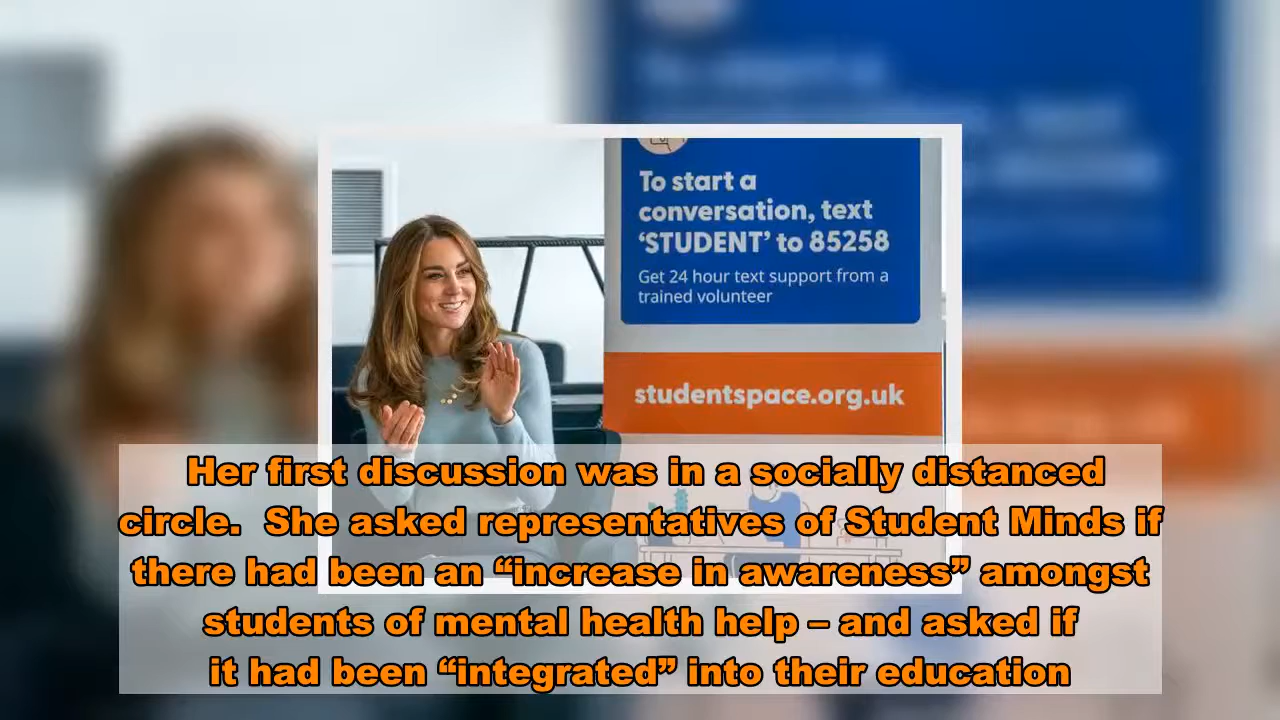 To start a
conversation, text
‘STUDENT’ to 85258
Get 24 hour text support from a
trained volunteer
studentspace.org.uk
Her first discussion was in a socially distanced
circle.  She asked representatives of Student Minds if
there had been an “increase in awareness” amongst
students of mental health help – and asked if
it had been “integrated” into their education